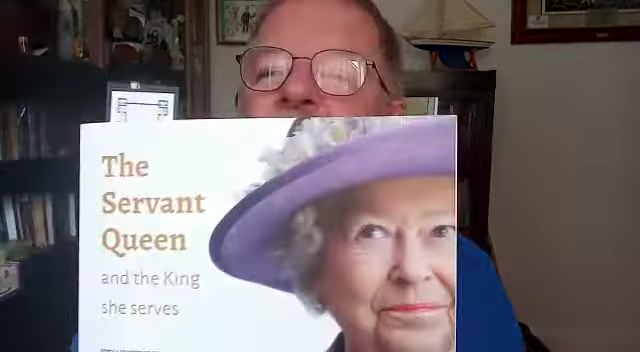 The
Servant
Queen
and the King
she serves